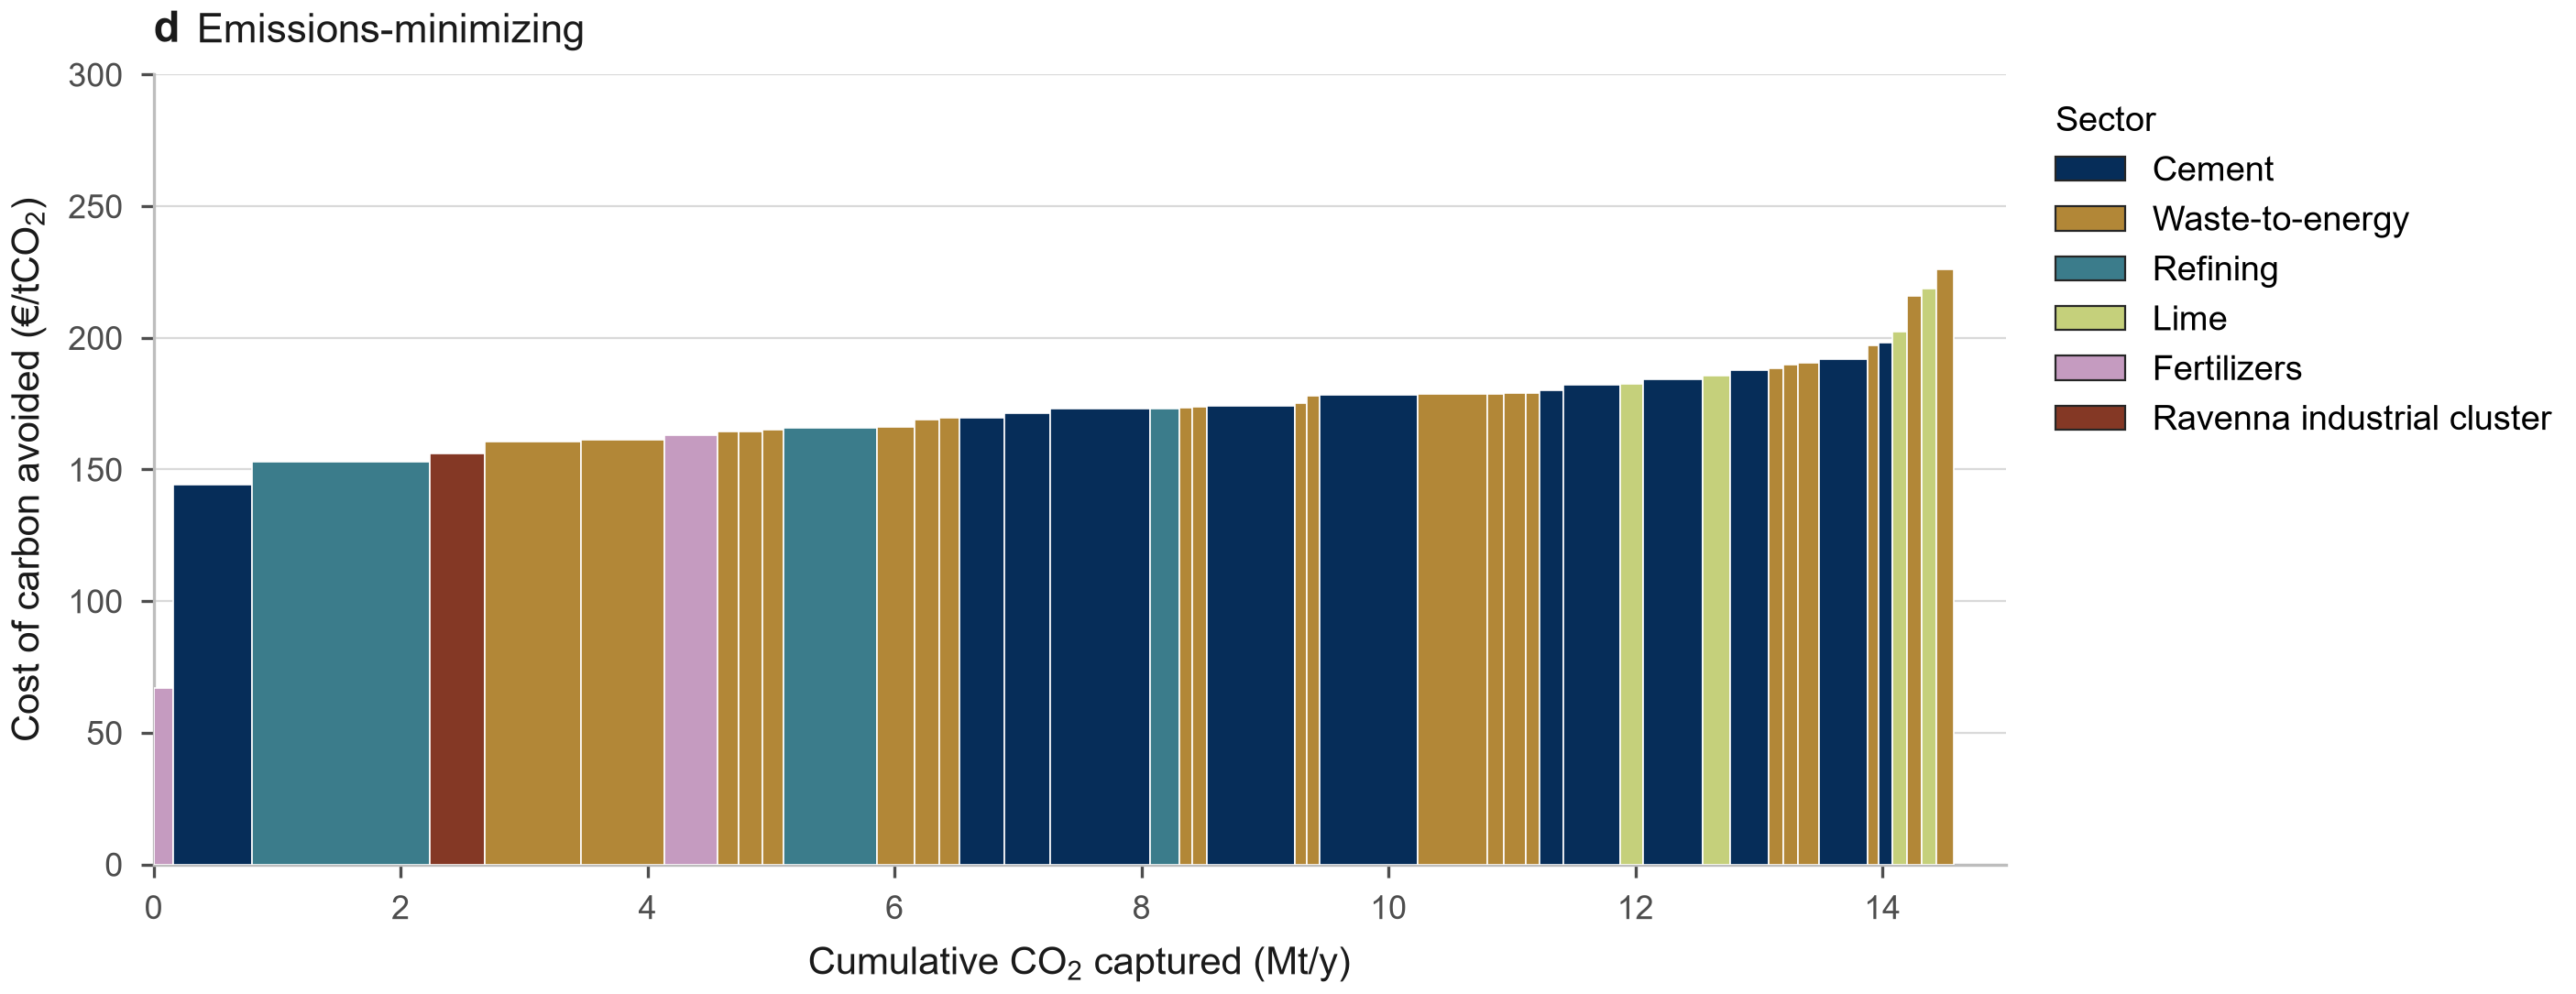 d Emissions-minimizing
300
250
200
150
100
50
0
Cost of carbon avoided (€/tCO₂)
0 2 4 6 8 10 12 14
Cumulative CO₂ captured (Mt/y)
Sector
Cement
Waste-to-energy
Refining
Lime
Fertilizers
Ravenna industrial cluster